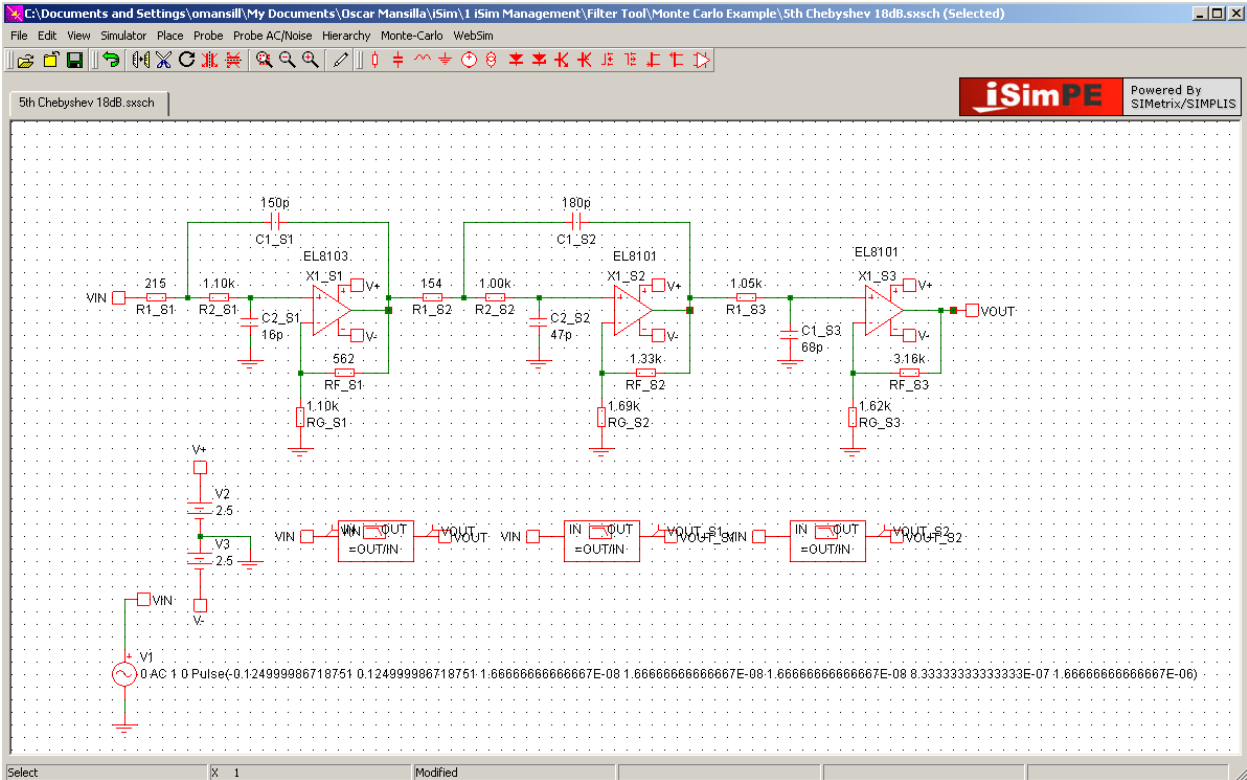 C:\Documents and Settings\omansill\My Documents\Oscar Mansilla\iSim\1 iSim Management\Filter Tool\Monte Carlo Example\5th Chebyshev 18dB.sxsch (Selected)
File Edit View Simulator Place Probe Probe AC/Noise Hierarchy Monte-Carlo WebSim
5th Chebyshev 18dB.sxsch
iSimPE
Powered By
SIMetrix/SIMPLIS
150p
C1_S1
180p
C1_S2
EL8103
X1_S1
EL8101
X1_S2
EL8101
X1_S3
VIN
215
R1_S1
1.10k
R2_S1
C2_S1
16p
V+
V-
154
R1_S2
1.00k
R2_S2
C2_S2
47p
V+
V-
1.05k
R1_S3
C1_S3
68p
V+
V-
VOUT
562
RF_S1
1.33k
RF_S2
3.16k
RF_S3
1.10k
RG_S1
1.69k
RG_S2
1.62k
RG_S3
V+
V2
2.5
V3
2.5
V-
VIN
IN OUT
=OUT/IN
VOUT
VOUT
VIN
IN OUT
=OUT/IN
VOUT_S1
VIN
IN OUT
=OUT/IN
VOUT_S2
VOUT_S2
VIN
V1
0 AC 1 0 Pulse(-0.124999986718751 0.124999986718751 1.66666666666667E-08 1.66666666666667E-08 1.66666666666667E-08 8.33333333333333E-07 1.66666666666667E-06)
Select
X 1
Modified